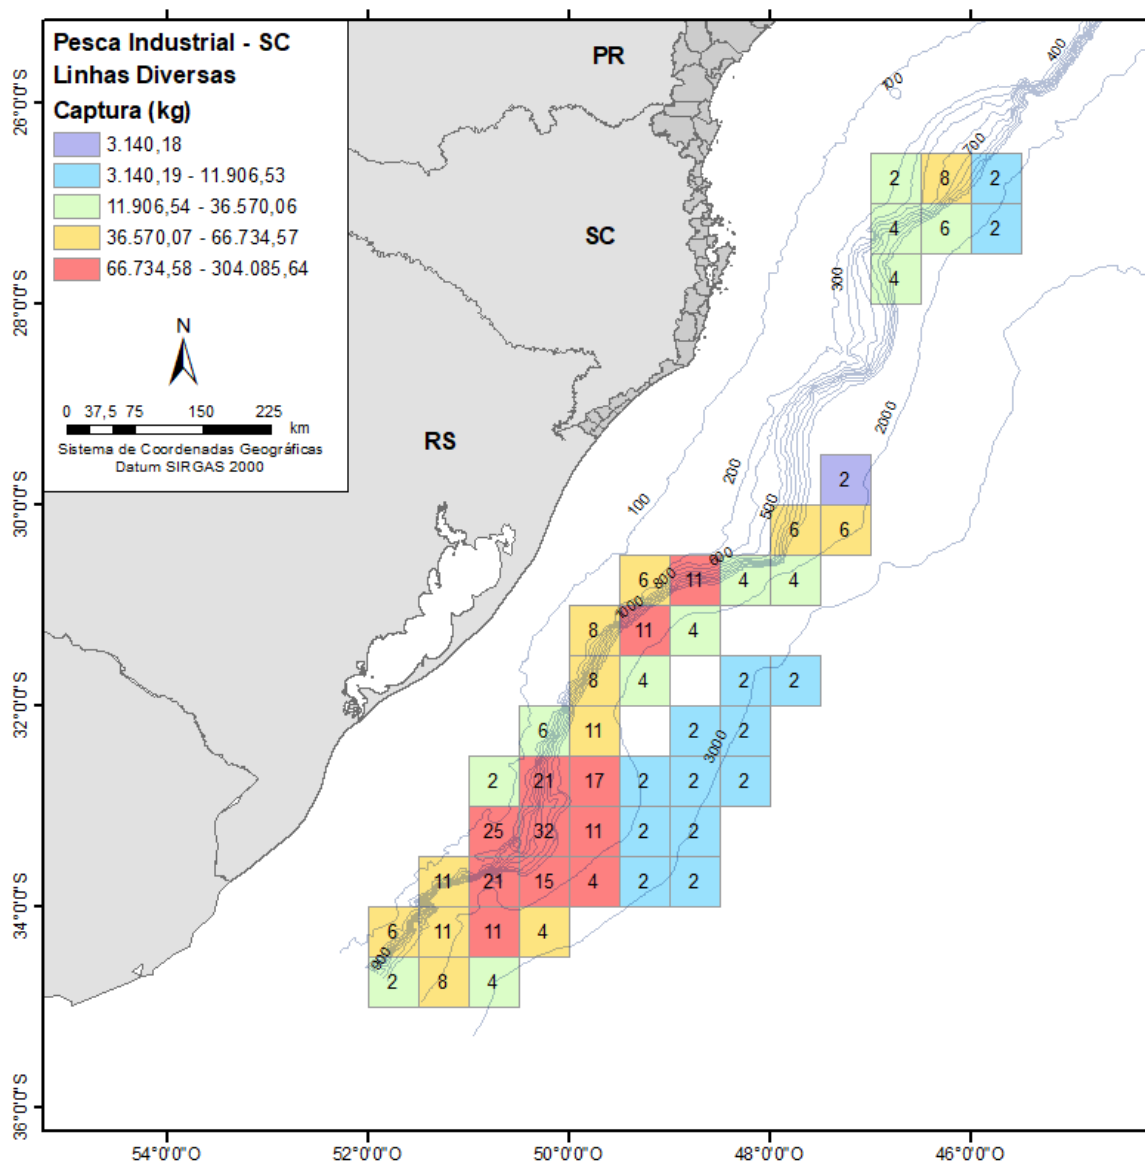 Pesca Industrial - SC
Linhas Diversas
Captura (kg)
3.140,18
3.140,19 - 11.906,53
11.906,54 - 36.570,06
36.570,07 - 66.734,57
66.734,58 - 304.085,64
N
0 37,5 75 150 225
km
Sistema de Coordenadas Geográficas
Datum SIRGAS 2000
PR
SC
RS
400
700
300
2000
200
100
500
600
800
1000
3000
900
2 8 2
4 6 2
4
2
6 6
6 11 4 4
8 11 4
8 4 2 2
6 11 2 2
2 21 17 2 2 2
25 32 11 2 2
11 21 15 4 2 2
6 11 11 4
2 8 4
26°0'0"S
28°0'0"S
30°0'0"S
32°0'0"S
34°0'0"S
36°0'0"S
54°0'0"O 52°0'0"O 50°0'0"O 48°0'0"O 46°0'0"O